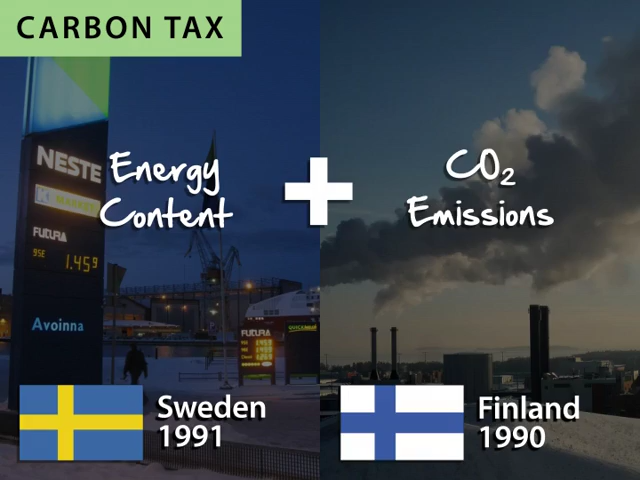 CARBON TAX
NESTE
Energy
Content
CO₂
Emissions
FUTURA
95E 1.45⁹
Avoinna
FUTURA
Sweden
1991
Finland
1990